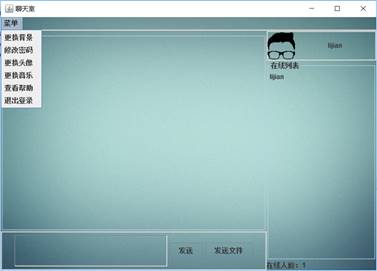 聊天室
菜单
更换背景
修改密码
更换头像
更换音乐
查看帮助
退出登录
lijian
在线列表
lijian
发送
发送文件
在线人数：1